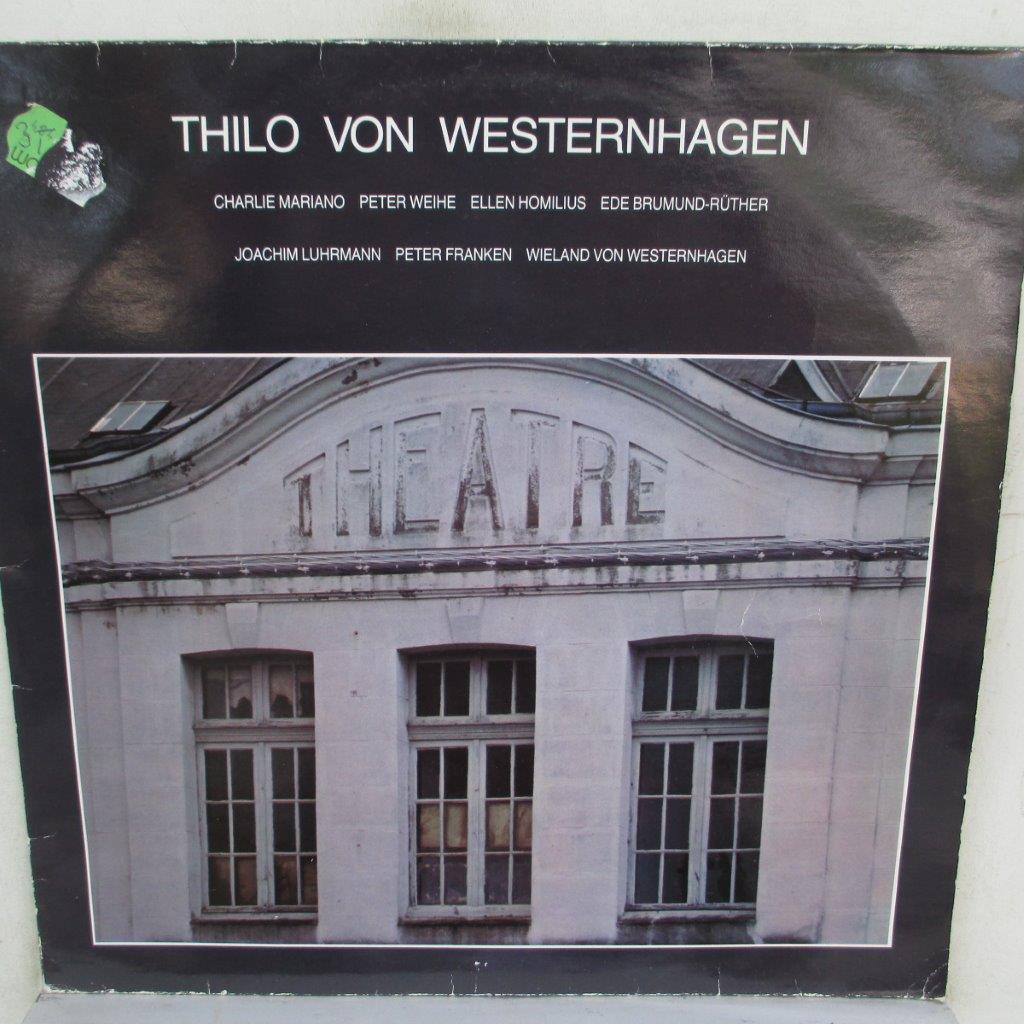 THILO VON WESTERNHAGEN
CHARLIE MARIANO PETER WEIHE ELLEN HOMILIUS EDE BRUMUND-RÜTHER
JOACHIM LUHRMANN PETER FRANKEN WIELAND VON WESTERNHAGEN
THEATRE